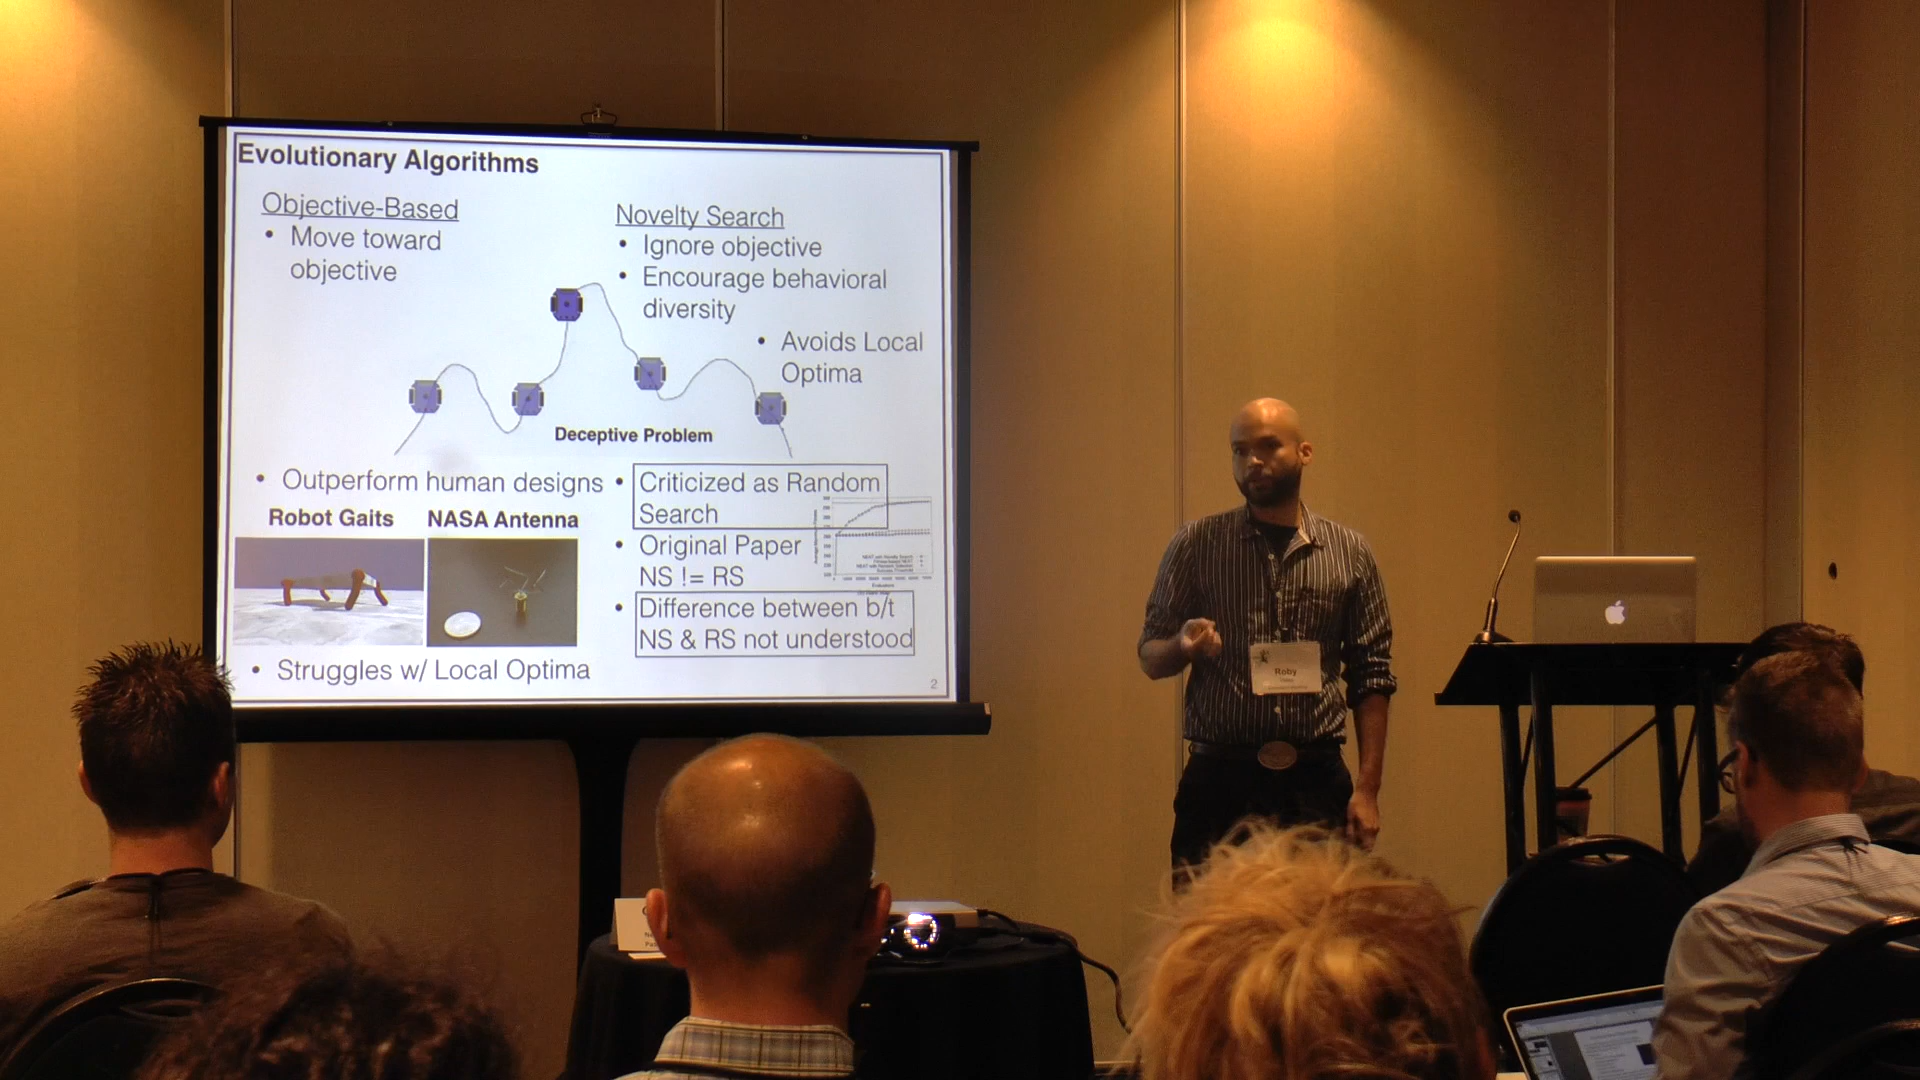 Evolutionary Algorithms
Objective-Based
• Move toward
objective
Novelty Search
• Ignore objective
• Encourage behavioral
diversity
• Avoids Local
Optima
Deceptive Problem
• Outperform human designs
Robot Gaits NASA Antenna
• Struggles w/ Local Optima
• Criticized as Random
Search
• Original Paper
NS != RS
• Difference between b/t
NS & RS not understood
2
Roby